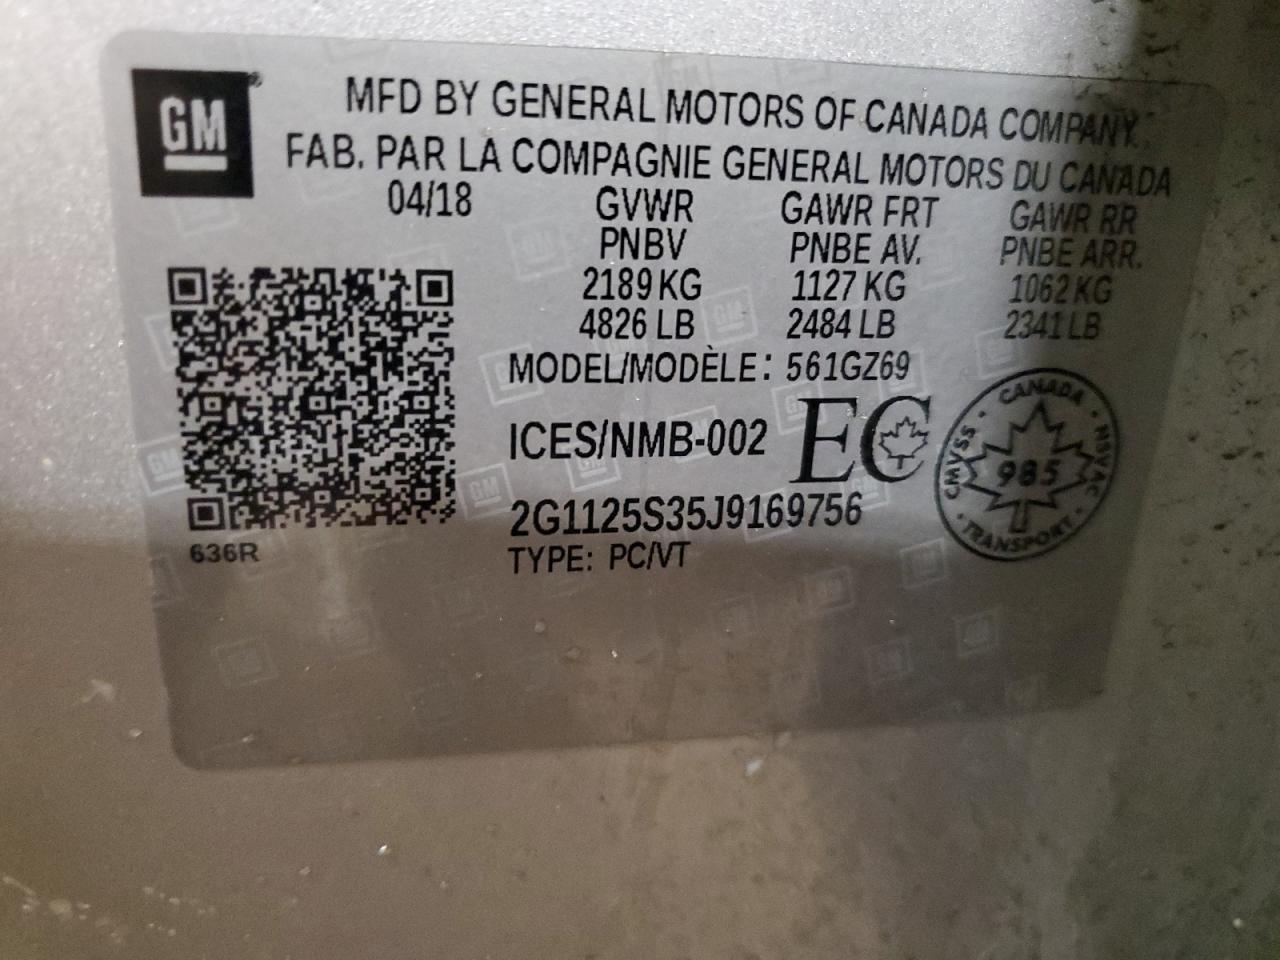 GM
MFD BY GENERAL MOTORS OF CANADA COMPANY.
FAB. PAR LA COMPAGNIE GENERAL MOTORS DU CANADA
04/18 GVWR GAWR FRT GAWR RR
PNBV PNBE AV. PNBE ARR.
2189 KG 1127 KG 1062 KG
4826 LB 2484 LB 2341 LB
MODEL/MODÈLE: 561GZ69
ICES/NMB-002 EC
CANADA
CMVSS 985 NSVAC
TRANSPORT
2G1125S35J9169756
636R
TYPE: PC/VT